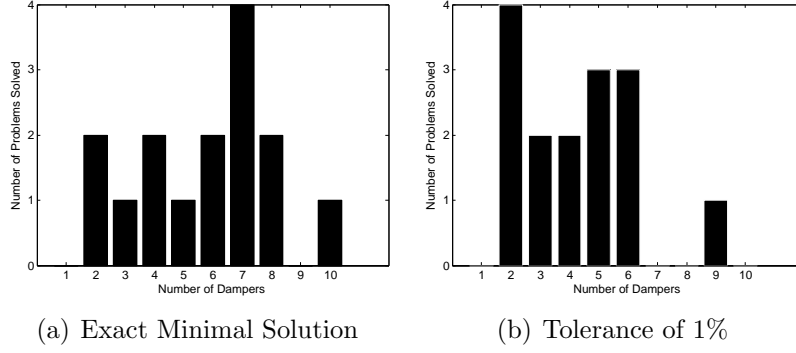 4
3
2
1
0
Number of Problems Solved
1 2 3 4 5 6 7 8 9 10
Number of Dampers
(a) Exact Minimal Solution
4
3
2
1
0
Number of Problems Solved
1 2 3 4 5 6 7 8 9 10
Number of Dampers
(b) Tolerance of 1%